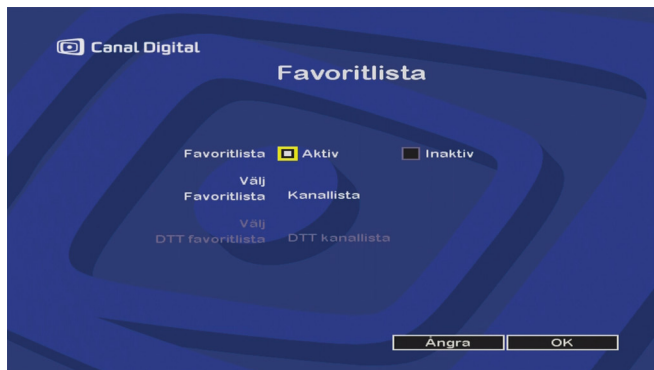 Canal Digital
Favoritlista
Favoritlista Aktiv Inaktiv
Välj
Favoritlista Kanallista
Välj
DTT favoritlista DTT kanallista
Ångra OK